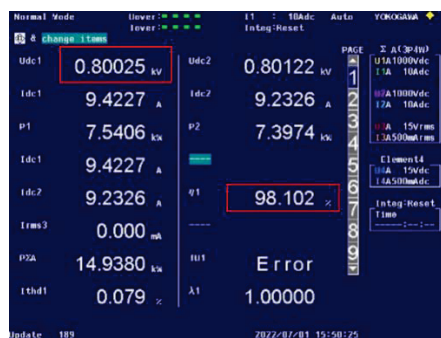 Normal Mode Uover: I1 : 10Adc Auto YOKOGAWA
Iover: Integ:Reset
& change items
PAGE Σ A(3P4W)
Udc1 0.80025 kV Udc2 0.80122 kV 1 U1A1000Vdc
I1A 10Adc
Idc1 9.4227 A Idc2 9.2326 A 2 U2A1000Vdc
I2A 10Adc
3 U3A 15Vrms
P1 7.5406 kW P2 7.3974 kW 4 I3A500mArms
Idc1 9.4227 A ---- 5 Element4
U4A 15Vdc
I4A500mAdc
Idc2 9.2326 A η1 98.102 % 6
7 Integ:Reset
Time
Irms3 0.000 mA ---- 8 -----:--:--
PΣA 14.9380 kW Error 9
Ithd1 0.079 % λ1 1.00000
Update 189 2022/07/01 15:50:25